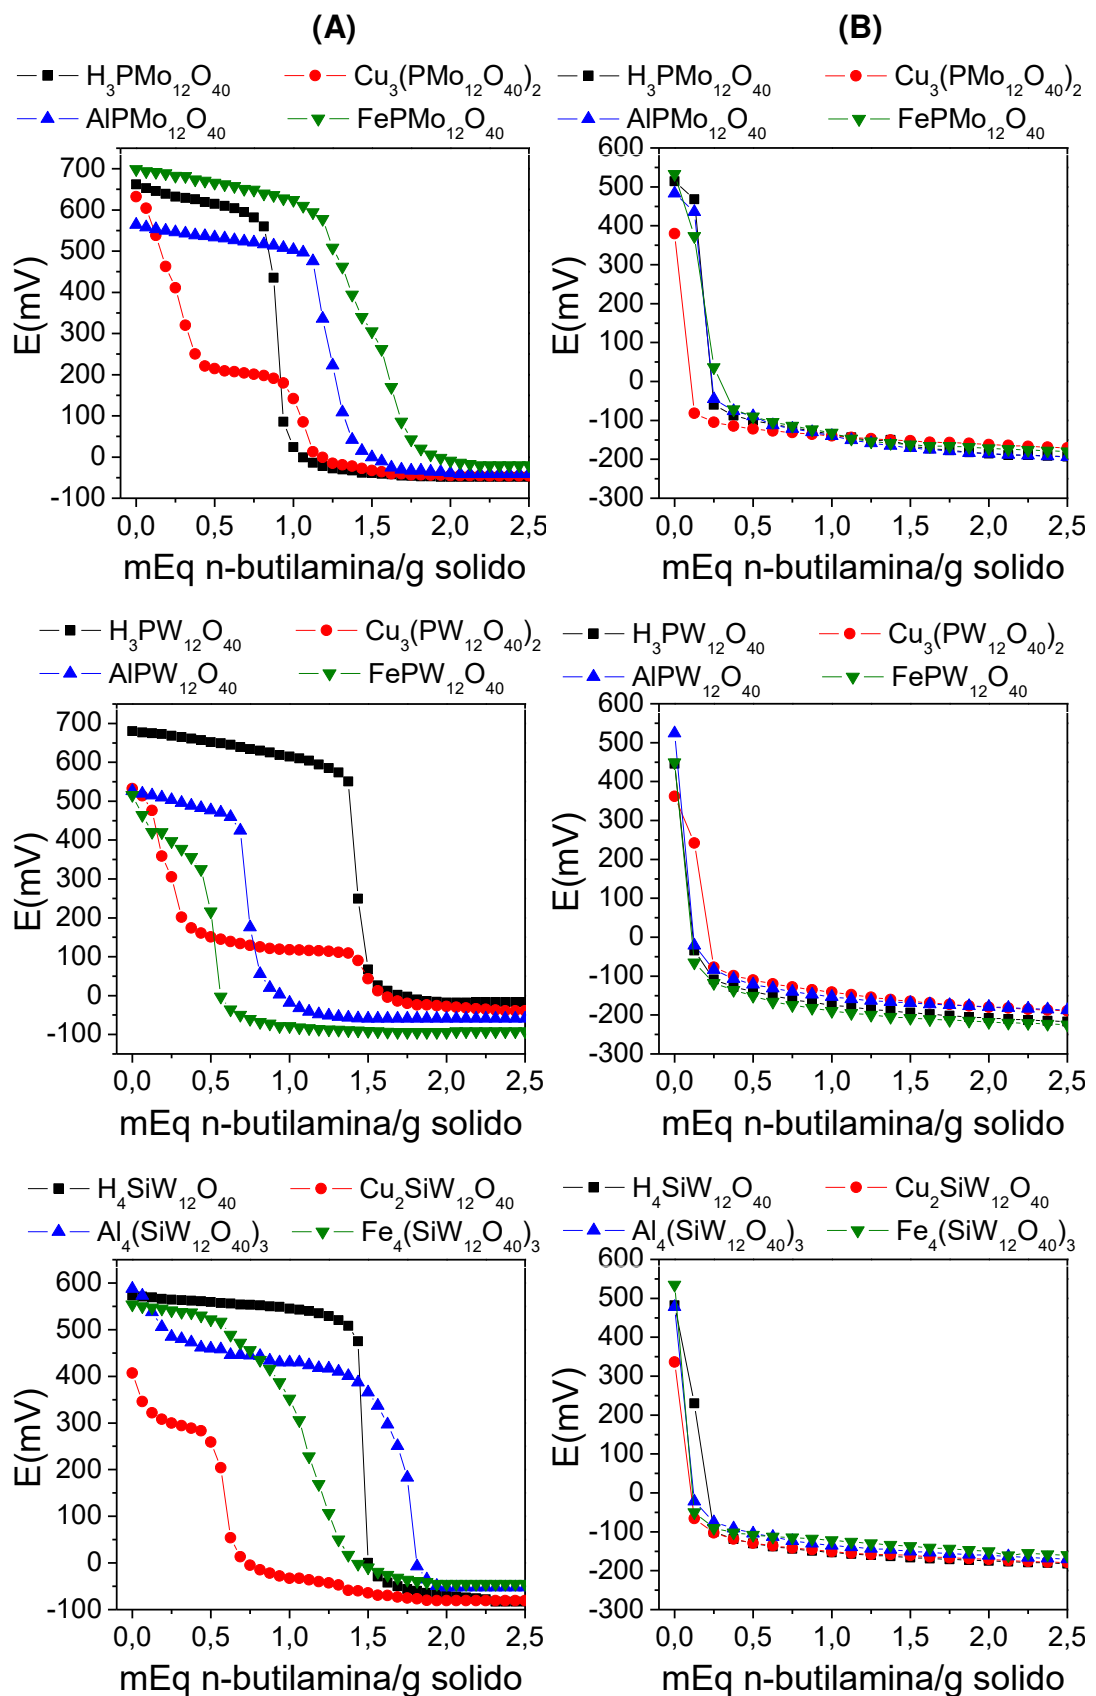 (A) (B)
H₃PMo₁₂O₄₀ Cu₃(PMo₁₂O₄₀)₂ H₃PMo₁₂O₄₀ Cu₃(PMo₁₂O₄₀)₂
AlPMo₁₂O₄₀ FePMo₁₂O₄₀ AlPMo₁₂O₄₀ FePMo₁₂O₄₀
E(mV)
700
600
500
400
300
200
100
0
-100
0,0 0,5 1,0 1,5 2,0 2,5
mEq n-butilamina/g solido
E(mV)
600
500
400
300
200
100
0
-100
-200
-300
0,0 0,5 1,0 1,5 2,0 2,5
mEq n-butilamina/g solido
H₃PW₁₂O₄₀ Cu₃(PW₁₂O₄₀)₂ H₃PW₁₂O₄₀ Cu₃(PW₁₂O₄₀)₂
AlPW₁₂O₄₀ FePW₁₂O₄₀ AlPW₁₂O₄₀ FePW₁₂O₄₀
E(mV)
700
600
500
400
300
200
100
0
-100
0,0 0,5 1,0 1,5 2,0 2,5
mEq n-butilamina/g solido
E(mV)
600
500
400
300
200
100
0
-100
-200
-300
0,0 0,5 1,0 1,5 2,0 2,5
mEq n-butilamina/g solido
H₄SiW₁₂O₄₀ Cu₂SiW₁₂O₄₀ H₄SiW₁₂O₄₀ Cu₂SiW₁₂O₄₀
Al₄(SiW₁₂O₄₀)₃ Fe₄(SiW₁₂O₄₀)₃ Al₄(SiW₁₂O₄₀)₃ Fe₄(SiW₁₂O₄₀)₃
E(mV)
600
500
400
300
200
100
0
-100
0,0 0,5 1,0 1,5 2,0 2,5
mEq n-butilamina/g solido
E(mV)
600
500
400
300
200
100
0
-100
-200
-300
0,0 0,5 1,0 1,5 2,0 2,5
mEq n-butilamina/g solido